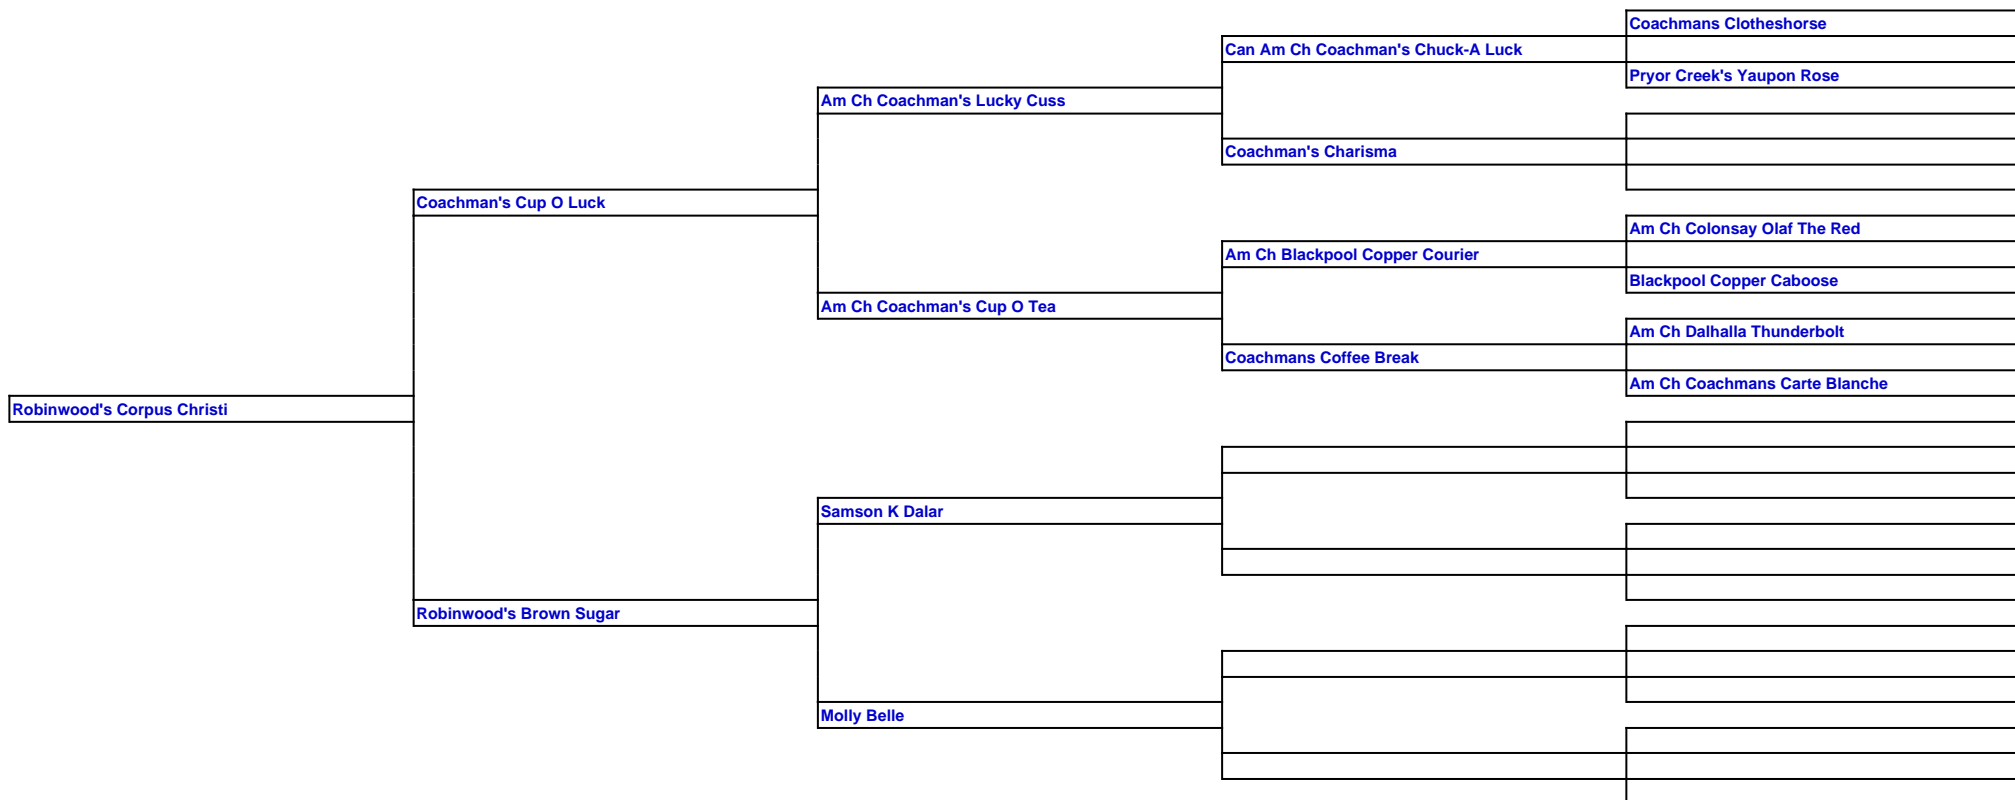 Coachmans Clotheshorse
Can Am Ch Coachman's Chuck-A Luck
Pryor Creek's Yaupon Rose
Am Ch Coachman's Lucky Cuss
Coachman's Charisma
Coachman's Cup O Luck
Am Ch Colonsay Olaf The Red
Am Ch Blackpool Copper Courier
Blackpool Copper Caboose
Am Ch Coachman's Cup O Tea
Am Ch Dalhalla Thunderbolt
Coachmans Coffee Break
Am Ch Coachmans Carte Blanche
Robinwood's Corpus Christi
Samson K Dalar
Robinwood's Brown Sugar
Molly Belle